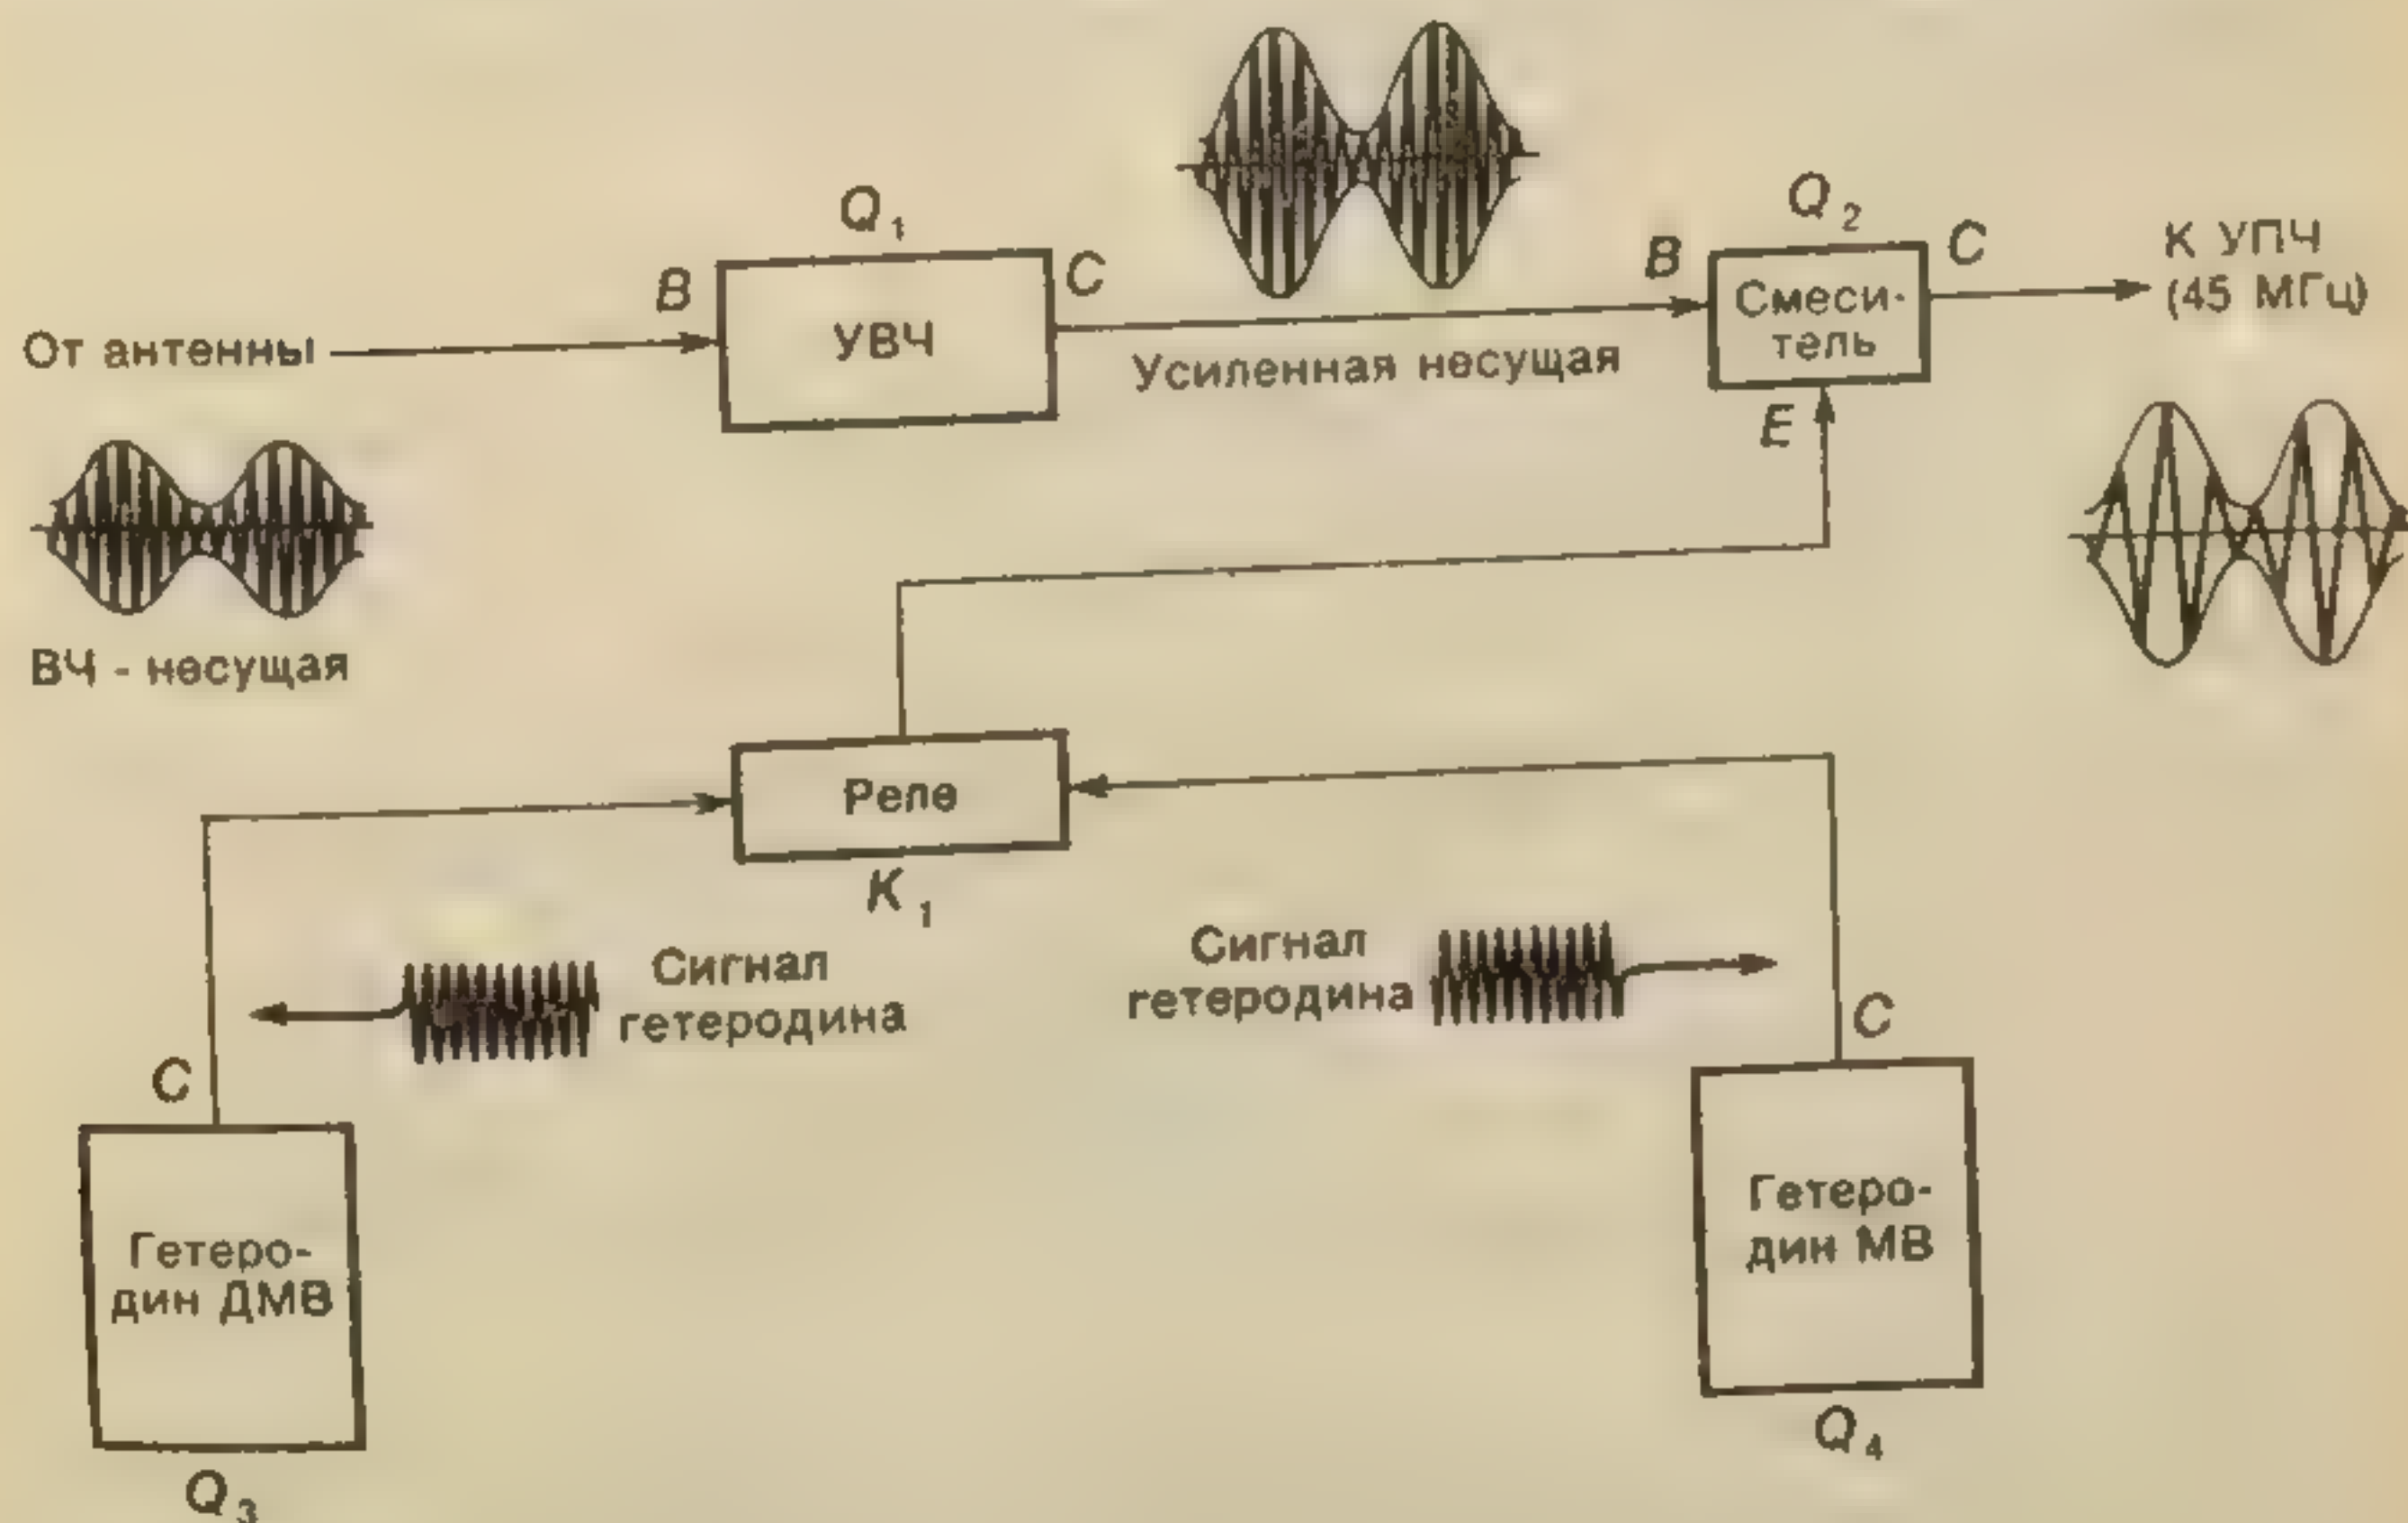 Q1
Q2
B
C
B
C
К УПЧ
(45 МГц)
От антенны
УВЧ
Смеси-
тель
Усиленная несущая
E
ВЧ - несущая
Реле
K1
Сигнал
гетеродина
Сигнал
гетеродина
C
C
Гетеро-
дин ДМВ
Гетеро-
дин МВ
Q3
Q4